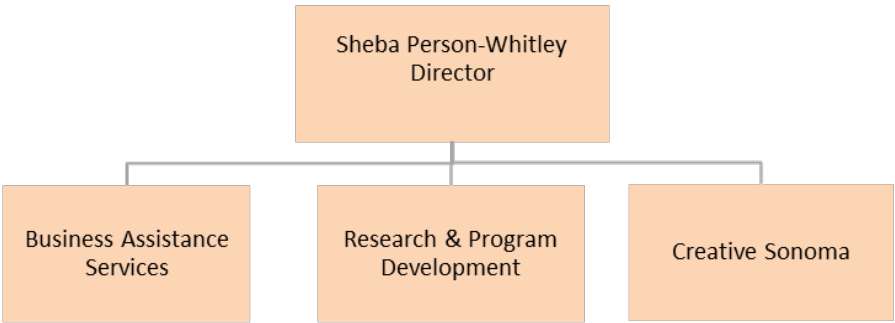 Sheba Person-Whitley
Director
Business Assistance
Services
Research & Program
Development
Creative Sonoma